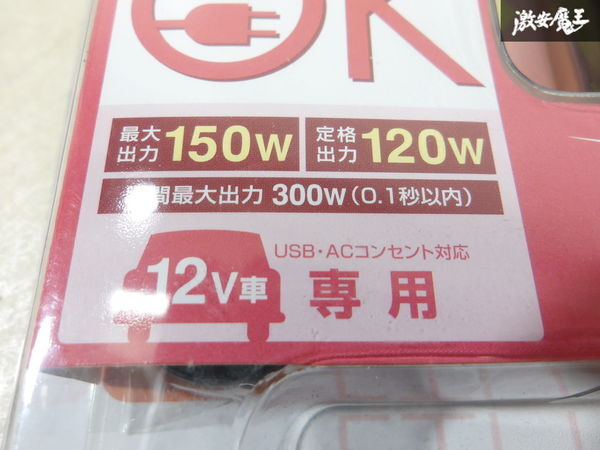 激安魔王
OK
最大出力 150W 定格出力 120W
間最大出力 300W(0.1秒以内)
USB・ACコンセント対応
12V車 専用